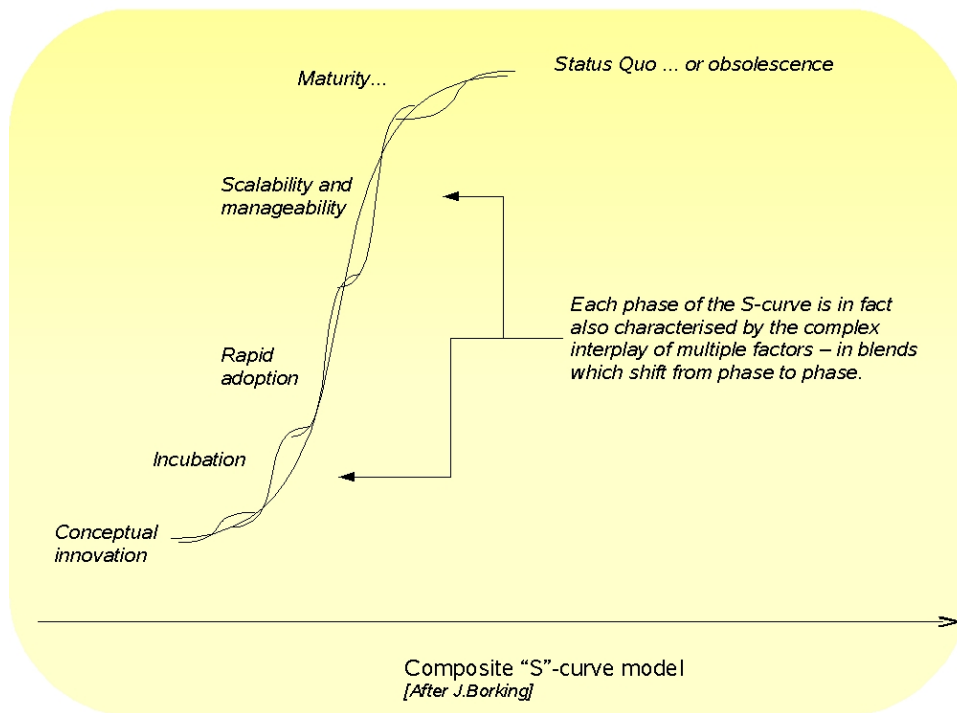 Status Quo ... or obsolescence
Maturity...
Scalability and
manageability
Each phase of the S-curve is in fact
also characterised by the complex
interplay of multiple factors – in blends
which shift from phase to phase.
Rapid
adoption
Incubation
Conceptual
innovation
Composite “S”-curve model
[After J.Borking]